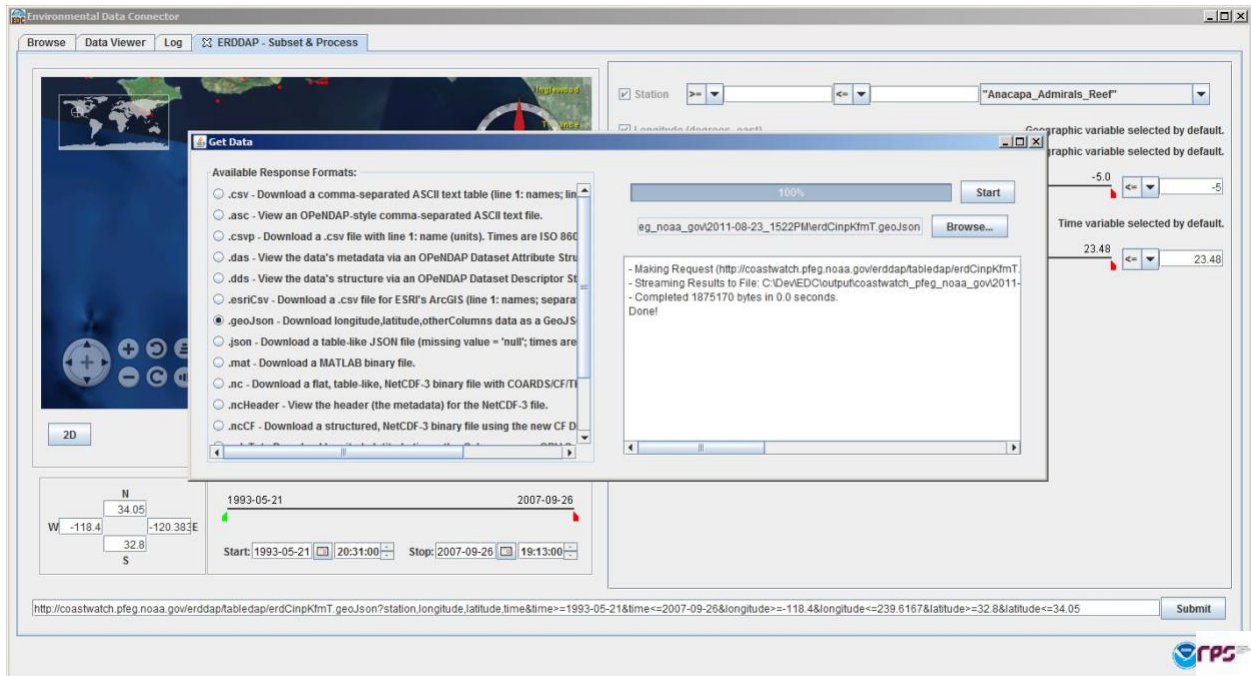 EDC Environmental Data Connector
Browse Data Viewer Log ERDDAP - Subset & Process
Inglewood
Station >= <= "Anacapa_Admirals_Reef"
Longitude (degrees_east) Geographic variable selected by default.
graphic variable selected by default.
-5.0
<= -5
Time variable selected by default.
23.48
<= 23.48
Get Data
Available Response Formats:
.csv - Download a comma-separated ASCII text table (line 1: names; lin
.asc - View an OPeNDAP-style comma-separated ASCII text file.
.csvp - Download a .csv file with line 1: name (units). Times are ISO 860
.das - View the data's metadata via an OPeNDAP Dataset Attribute Stru
.dds - View the data's structure via an OPeNDAP Dataset Descriptor St
.esriCsv - Download a .csv file for ESRI's ArcGIS (line 1: names; separa
.geoJson - Download longitude,latitude,otherColumns data as a GeoJS
.json - Download a table-like JSON file (missing value = 'null'; times are
.mat - Download a MATLAB binary file.
.nc - Download a flat, table-like, NetCDF-3 binary file with COARDS/CF/TH
.ncHeader - View the header (the metadata) for the NetCDF-3 file.
.ncCF - Download a structured, NetCDF-3 binary file using the new CF D
100% Start
eg_noaa_gov\2011-08-23_1522PM\erdCinpKfmT.geoJson Browse...
- Making Request (http://coastwatch.pfeg.noaa.gov/erddap/tabledap/erdCinpKfmT.
- Streaming Results to File: C:\Dev\EDC\output\coastwatch_pfeg_noaa_gov\2011-
- Completed 1875170 bytes in 0.0 seconds.
Done!
2D
N
34.05
W -118.4 -120.383 E
32.8
S
1993-05-21 2007-09-26
Start: 1993-05-21 20:31:00 Stop: 2007-09-26 19:13:00
http://coastwatch.pfeg.noaa.gov/erddap/tabledap/erdCinpKfmT.geoJson?station,longitude,latitude,time&time>=1993-05-21&time<=2007-09-26&longitude>=-118.4&longitude<=239.6167&latitude>=32.8&latitude<=34.05 Submit
rps